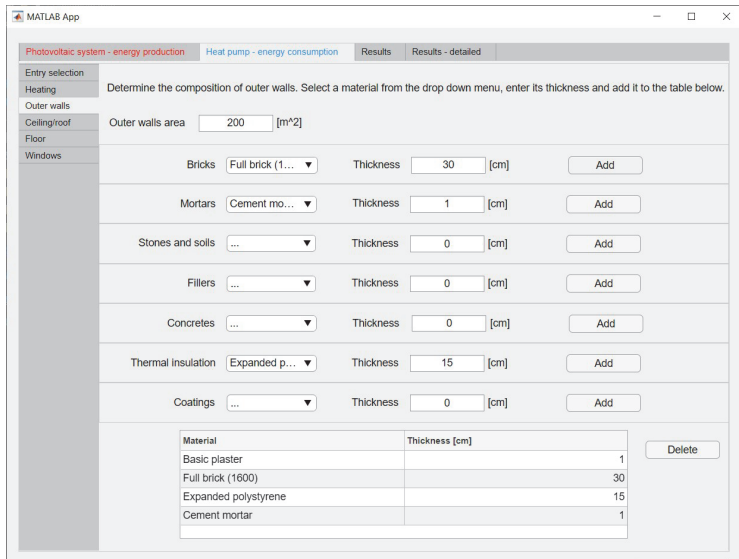 MATLAB App
Photovoltaic system - energy production Heat pump - energy consumption Results Results - detailed
Entry selection
Heating
Outer walls
Ceiling/roof
Floor
Windows
Determine the composition of outer walls. Select a material from the drop down menu, enter its thickness and add it to the table below.
Outer walls area 200 [m^2]
Bricks Full brick (1... Thickness 30 [cm] Add
Mortars Cement mo... Thickness 1 [cm] Add
Stones and soils ... Thickness 0 [cm] Add
Fillers ... Thickness 0 [cm] Add
Concretes ... Thickness 0 [cm] Add
Thermal insulation Expanded p... Thickness 15 [cm] Add
Coatings ... Thickness 0 [cm] Add
Material Thickness [cm]
Basic plaster 1
Full brick (1600) 30
Expanded polystyrene 15
Cement mortar 1
Delete